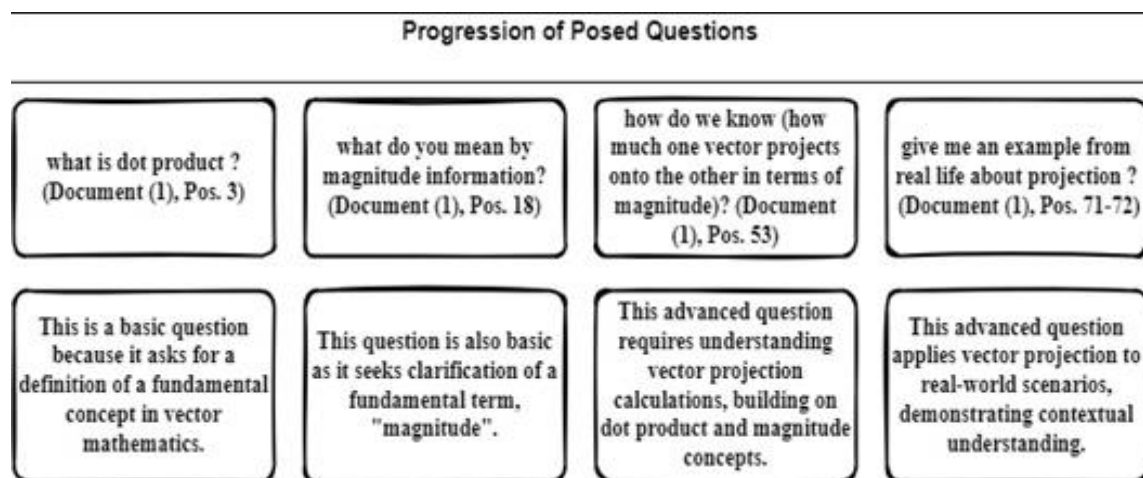 Progression of Posed Questions
what is dot product ?
(Document (1), Pos. 3)
what do you mean by
magnitude information?
(Document (1), Pos. 18)
how do we know (how
much one vector projects
onto the other in terms of
magnitude)? (Document
(1), Pos. 53)
give me an example from
real life about projection ?
(Document (1), Pos. 71-72)
This is a basic question
because it asks for a
definition of a fundamental
concept in vector
mathematics.
This question is also basic
as it seeks clarification of a
fundamental term,
"magnitude".
This advanced question
requires understanding
vector projection
calculations, building on
dot product and magnitude
concepts.
This advanced question
applies vector projection to
real-world scenarios,
demonstrating contextual
understanding.